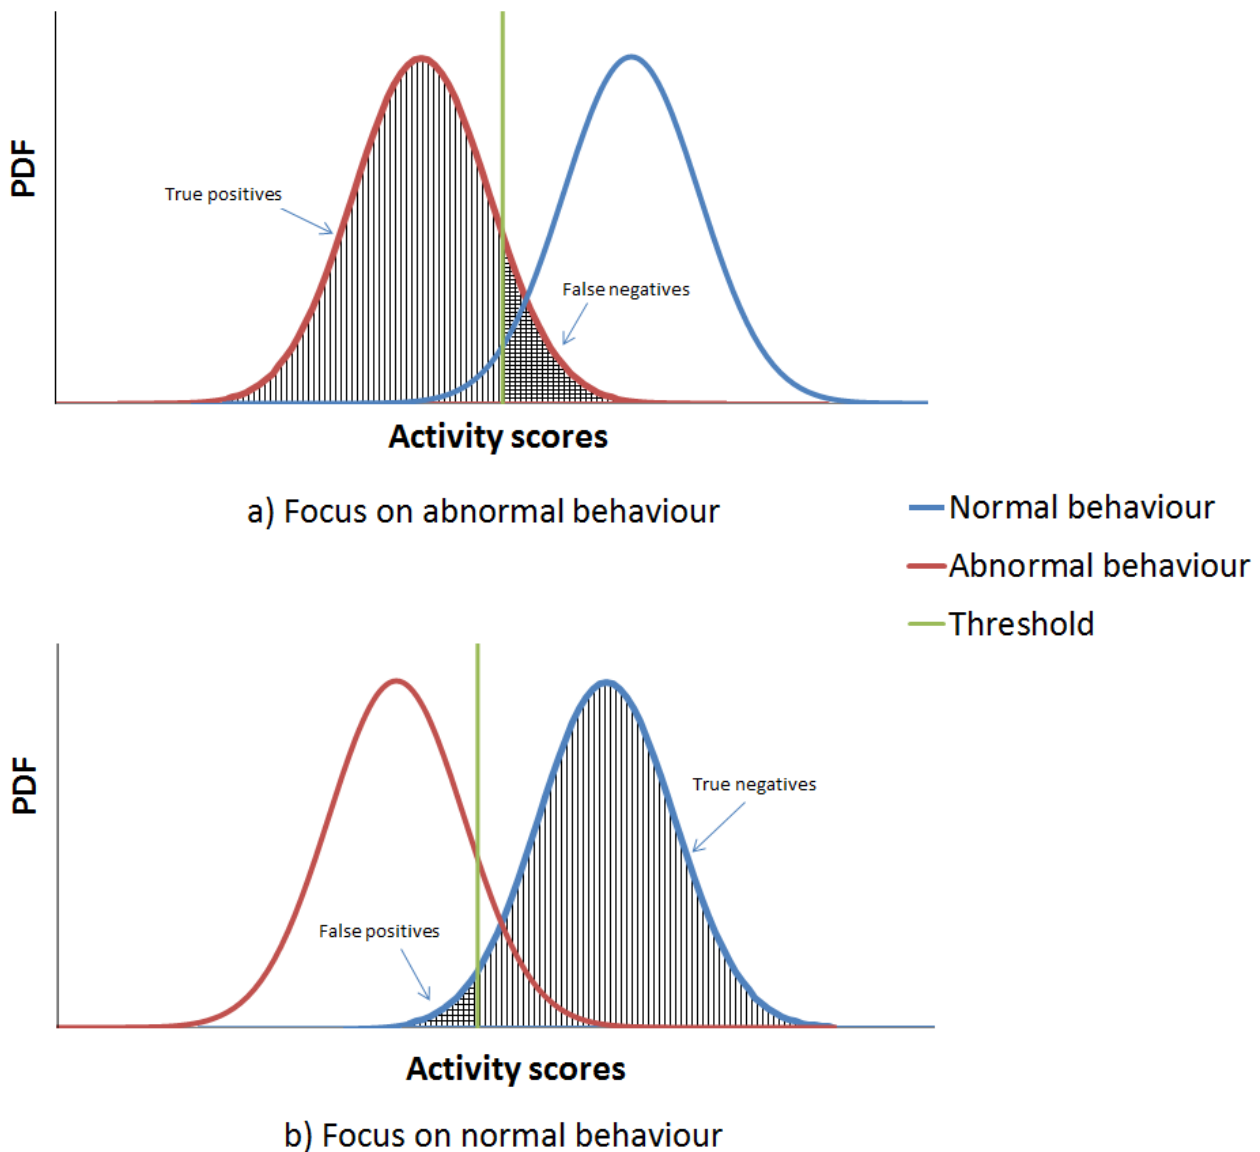 PDF
True positives
False negatives
Activity scores
a) Focus on abnormal behaviour
Normal behaviour
Abnormal behaviour
Threshold
PDF
True negatives
False positives
Activity scores
b) Focus on normal behaviour